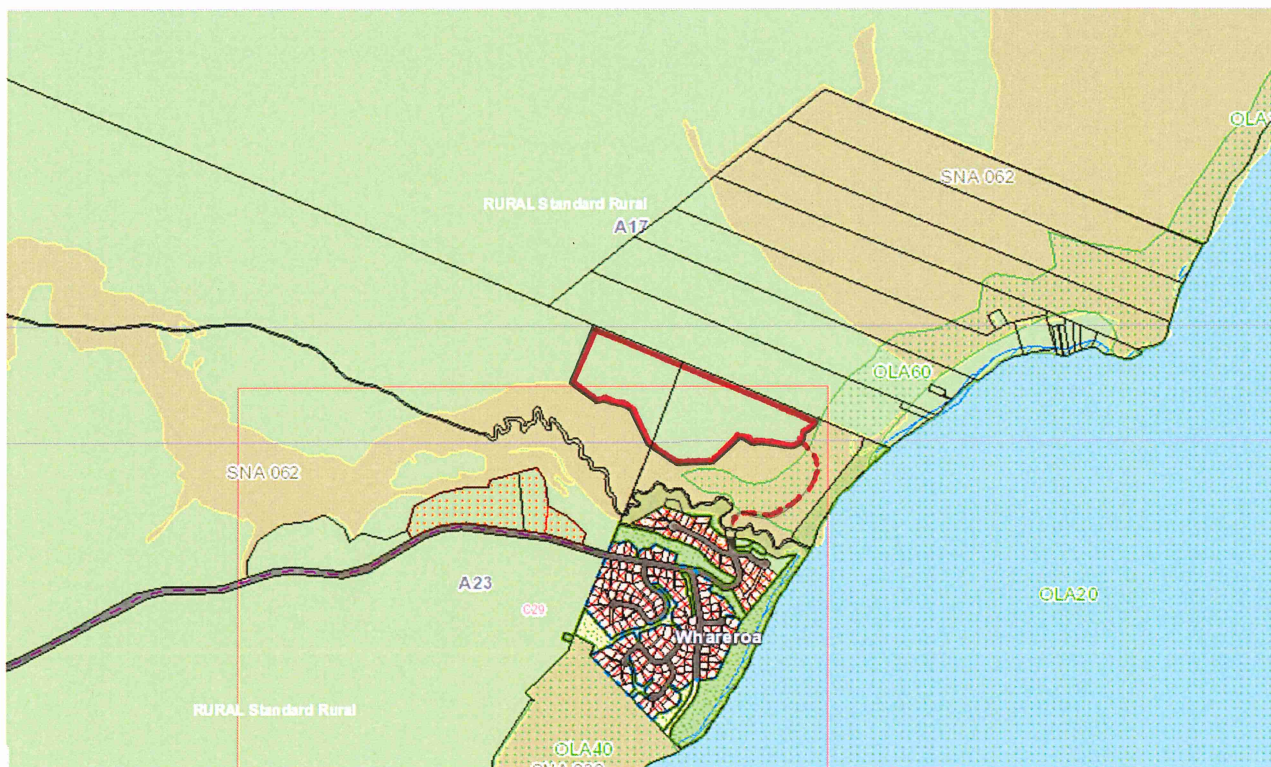 OLA
SNA 062
RURAL Standard Rural
A17
OLA60
SNA 062
A23
OLA20
C29
Whareroa
RURAL Standard Rural
OLA40